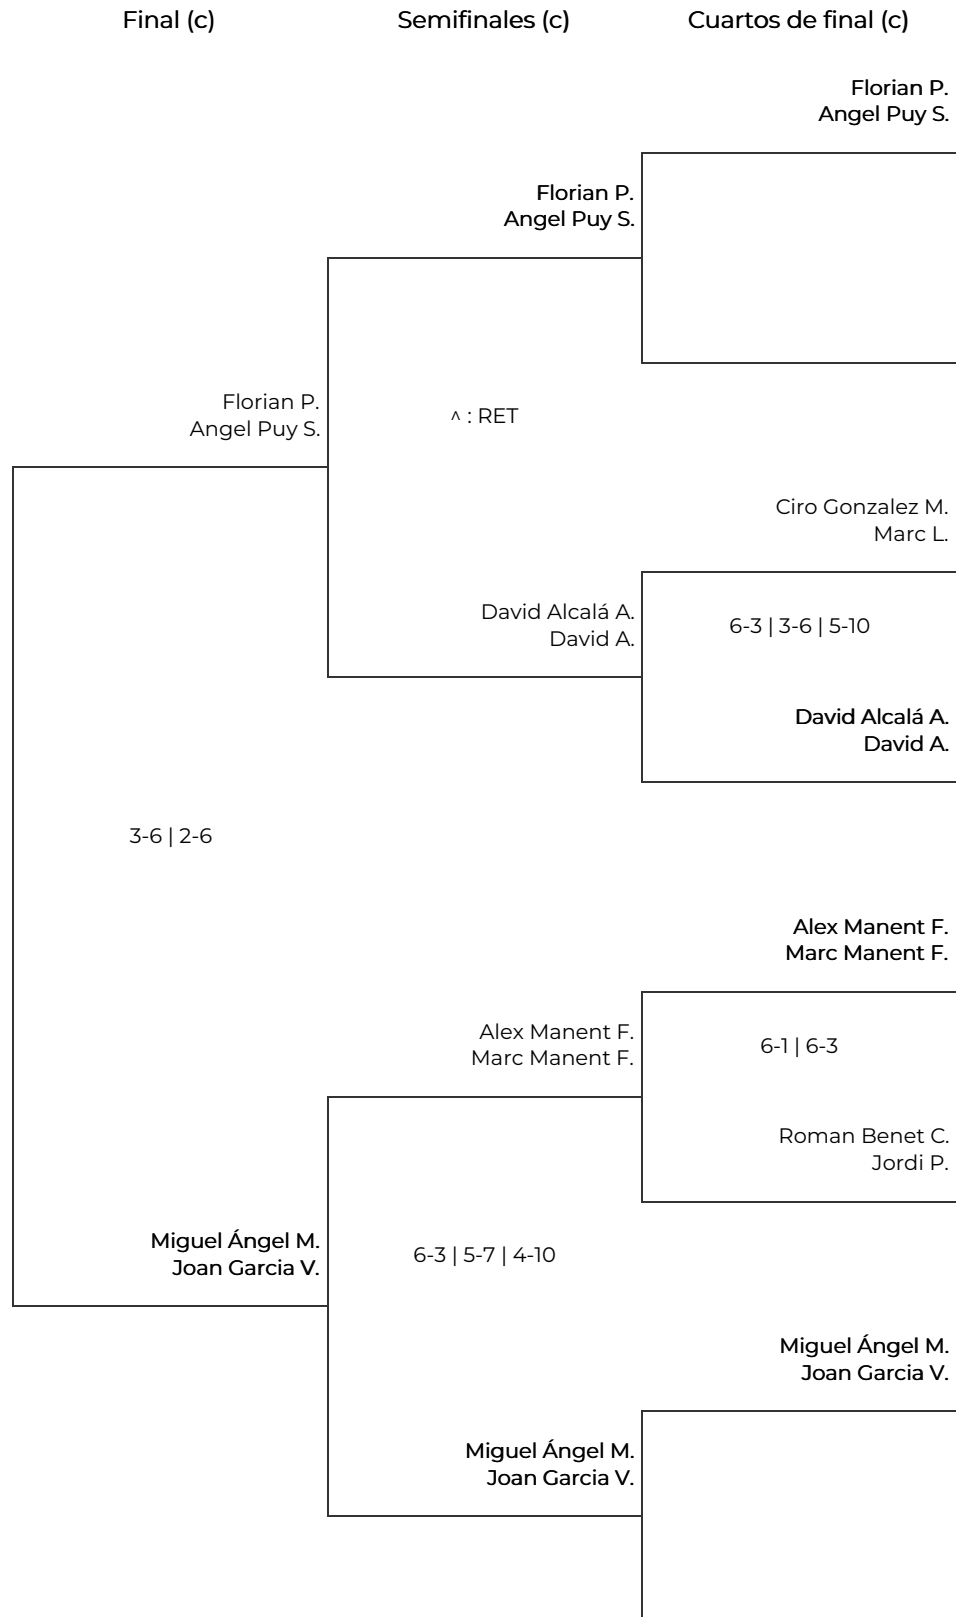 Final (c)
Semifinales (c)
Cuartos de final (c)
Florian P.
Angel Puy S.
Florian P.
Angel Puy S.
Florian P.
Angel Puy S.
^ : RET
Ciro Gonzalez M.
Marc L.
David Alcalá A.
David A.
6-3 | 3-6 | 5-10
David Alcalá A.
David A.
3-6 | 2-6
Alex Manent F.
Marc Manent F.
Alex Manent F.
Marc Manent F.
6-1 | 6-3
Roman Benet C.
Jordi P.
Miguel Ángel M.
Joan Garcia V.
6-3 | 5-7 | 4-10
Miguel Ángel M.
Joan Garcia V.
Miguel Ángel M.
Joan Garcia V.